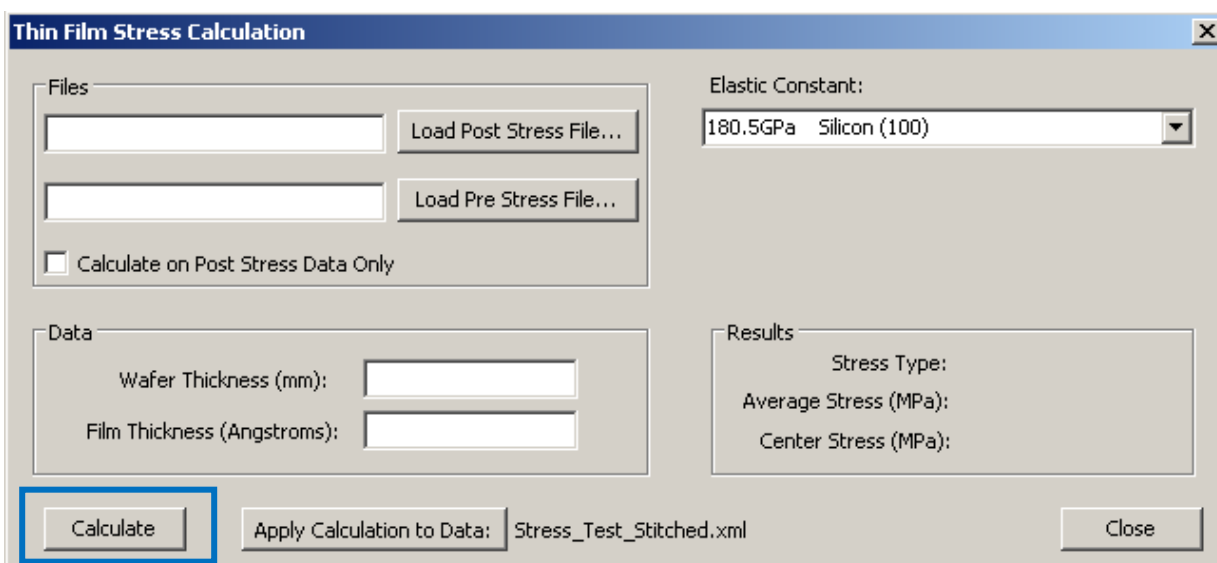 Thin Film Stress Calculation
Files
Load Post Stress File...
Load Pre Stress File...
Calculate on Post Stress Data Only
Elastic Constant:
180.5GPa Silicon (100)
Data
Wafer Thickness (mm):
Film Thickness (Angstroms):
Results
Stress Type:
Average Stress (MPa):
Center Stress (MPa):
Calculate
Apply Calculation to Data: Stress_Test_Stitched.xml
Close